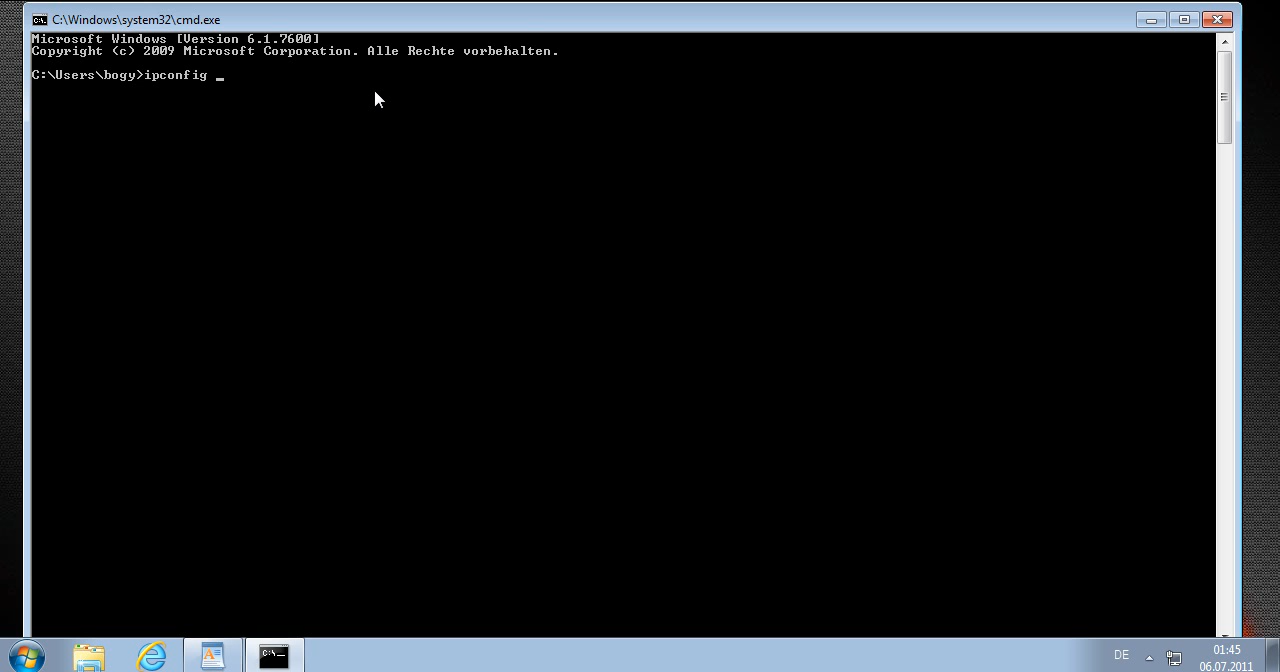 C:\Windows\system32\cmd.exe
Microsoft Windows [Version 6.1.7600]
Copyright (c) 2009 Microsoft Corporation. Alle Rechte vorbehalten.
C:\Users\bogy>ipconfig _
DE
01:45
06.07.2011